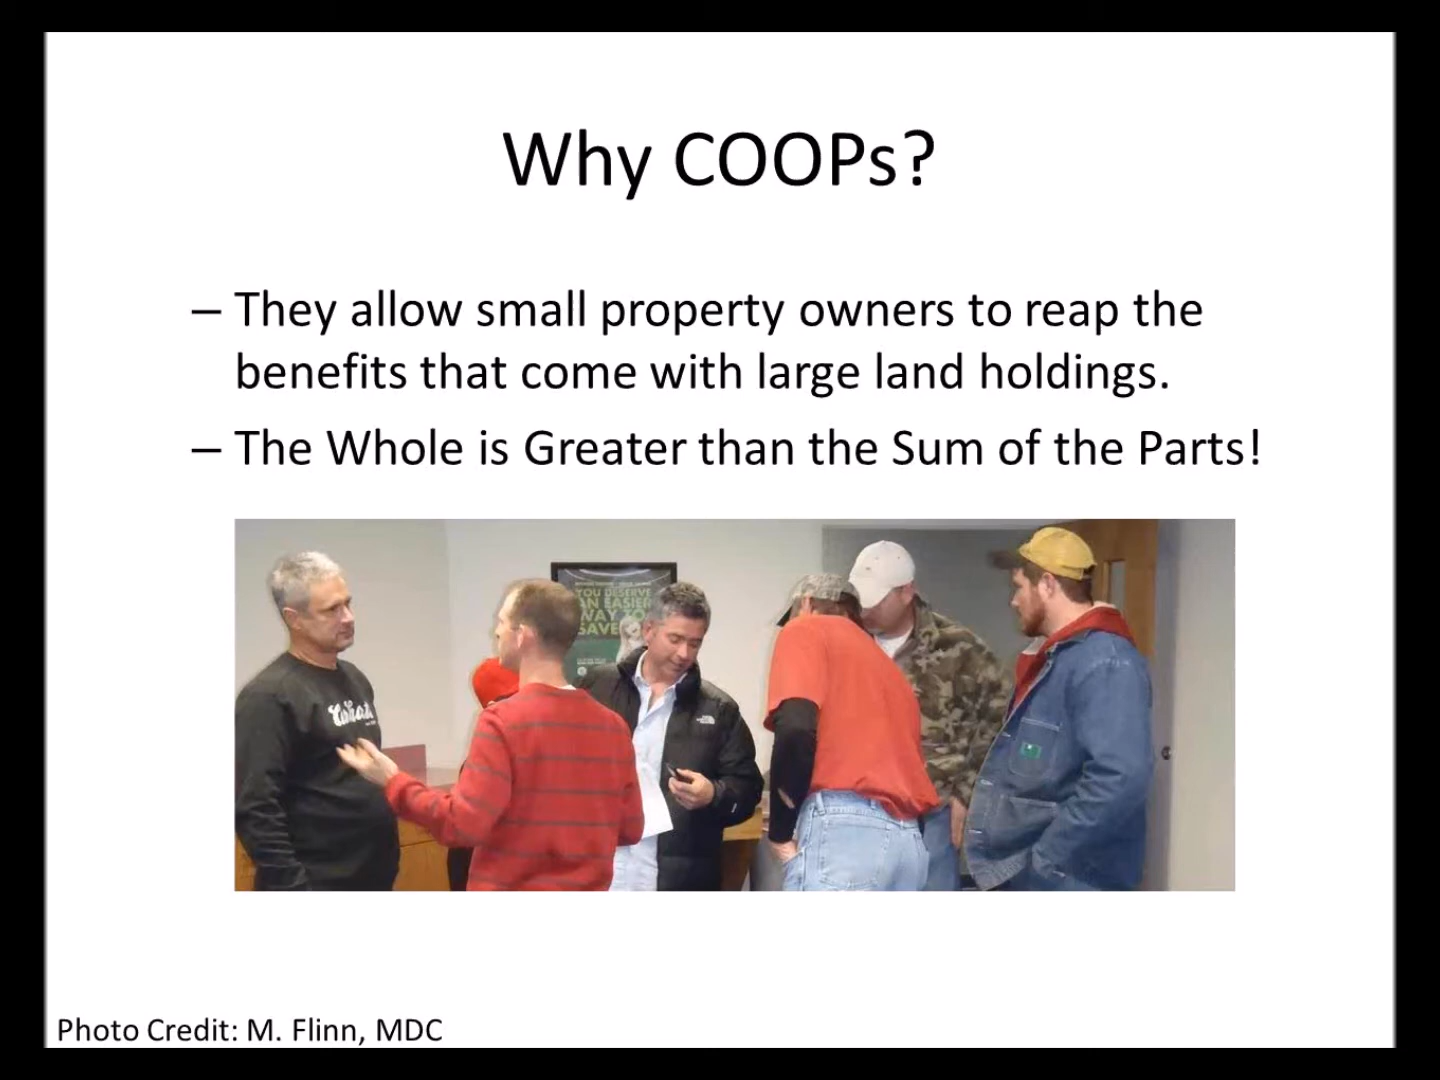 Why COOPs?
– They allow small property owners to reap the
benefits that come with large land holdings.
– The Whole is Greater than the Sum of the Parts!
YOU DESERVE
AN EASIER
WAY TO
SAVE
Photo Credit: M. Flinn, MDC